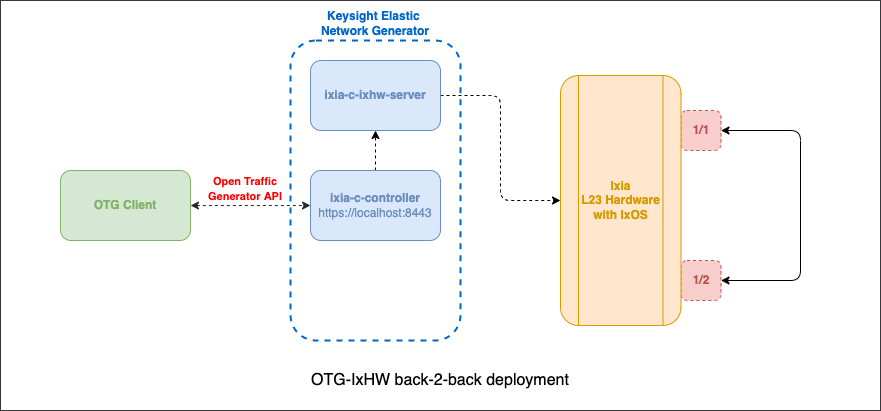 Keysight Elastic
Network Generator
ixia-c-ixhw-server
1/1
Open Traffic
Generator API
OTG Client
ixia-c-controller
https://localhost:8443
Ixia
L23 Hardware
with IxOS
1/2
OTG-IxHW back-2-back deployment